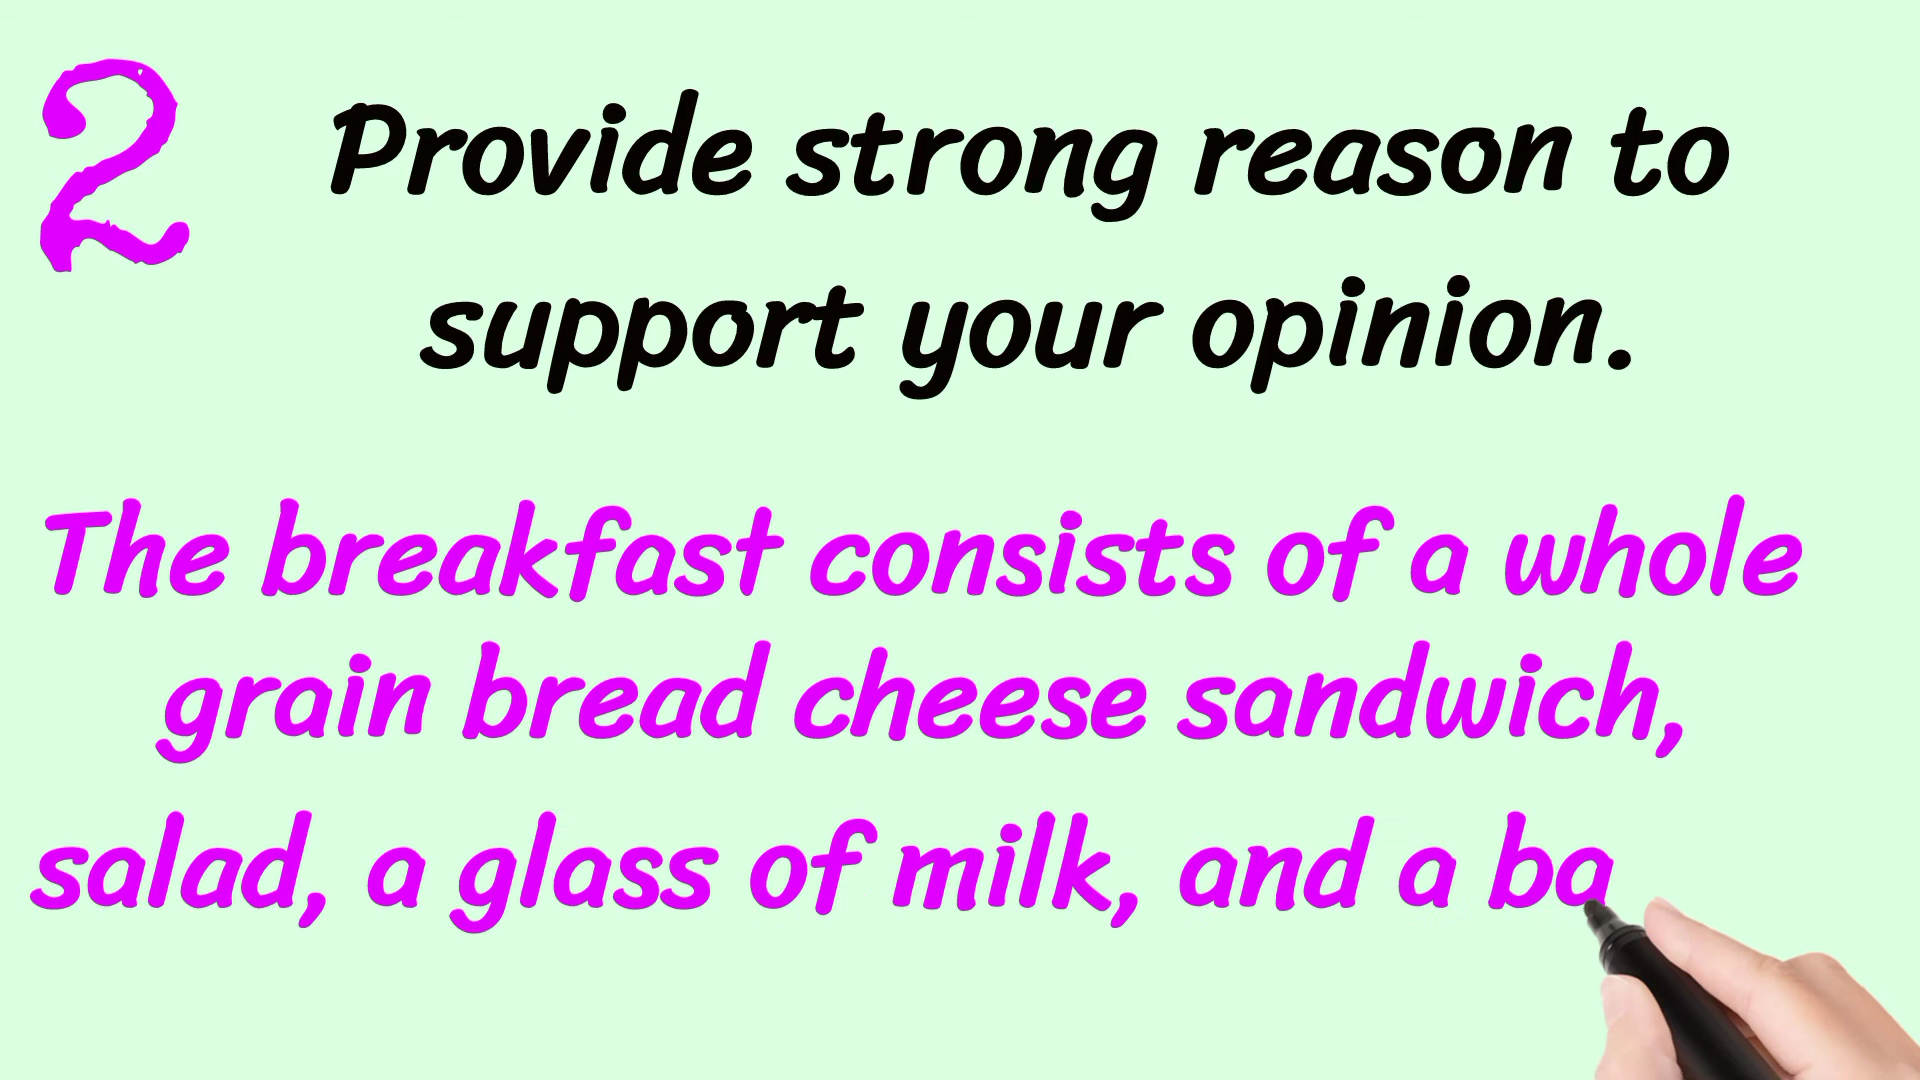 2
Provide strong reason to
support your opinion.
The breakfast consists of a whole
grain bread cheese sandwich,
salad, a glass of milk, and a ba